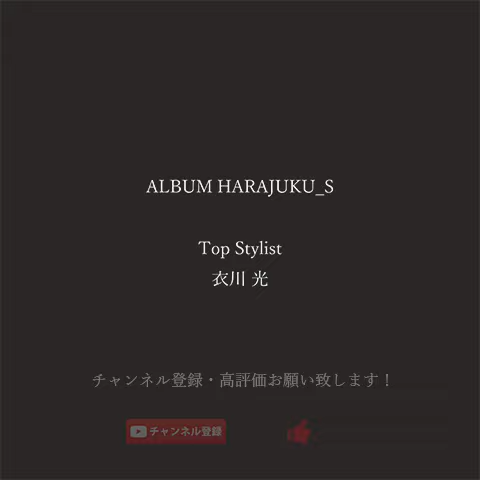 ALBUM HARAJUKU_S
Top Stylist
衣川 光
チャンネル登録・高評価お願い致します！
チャンネル登録